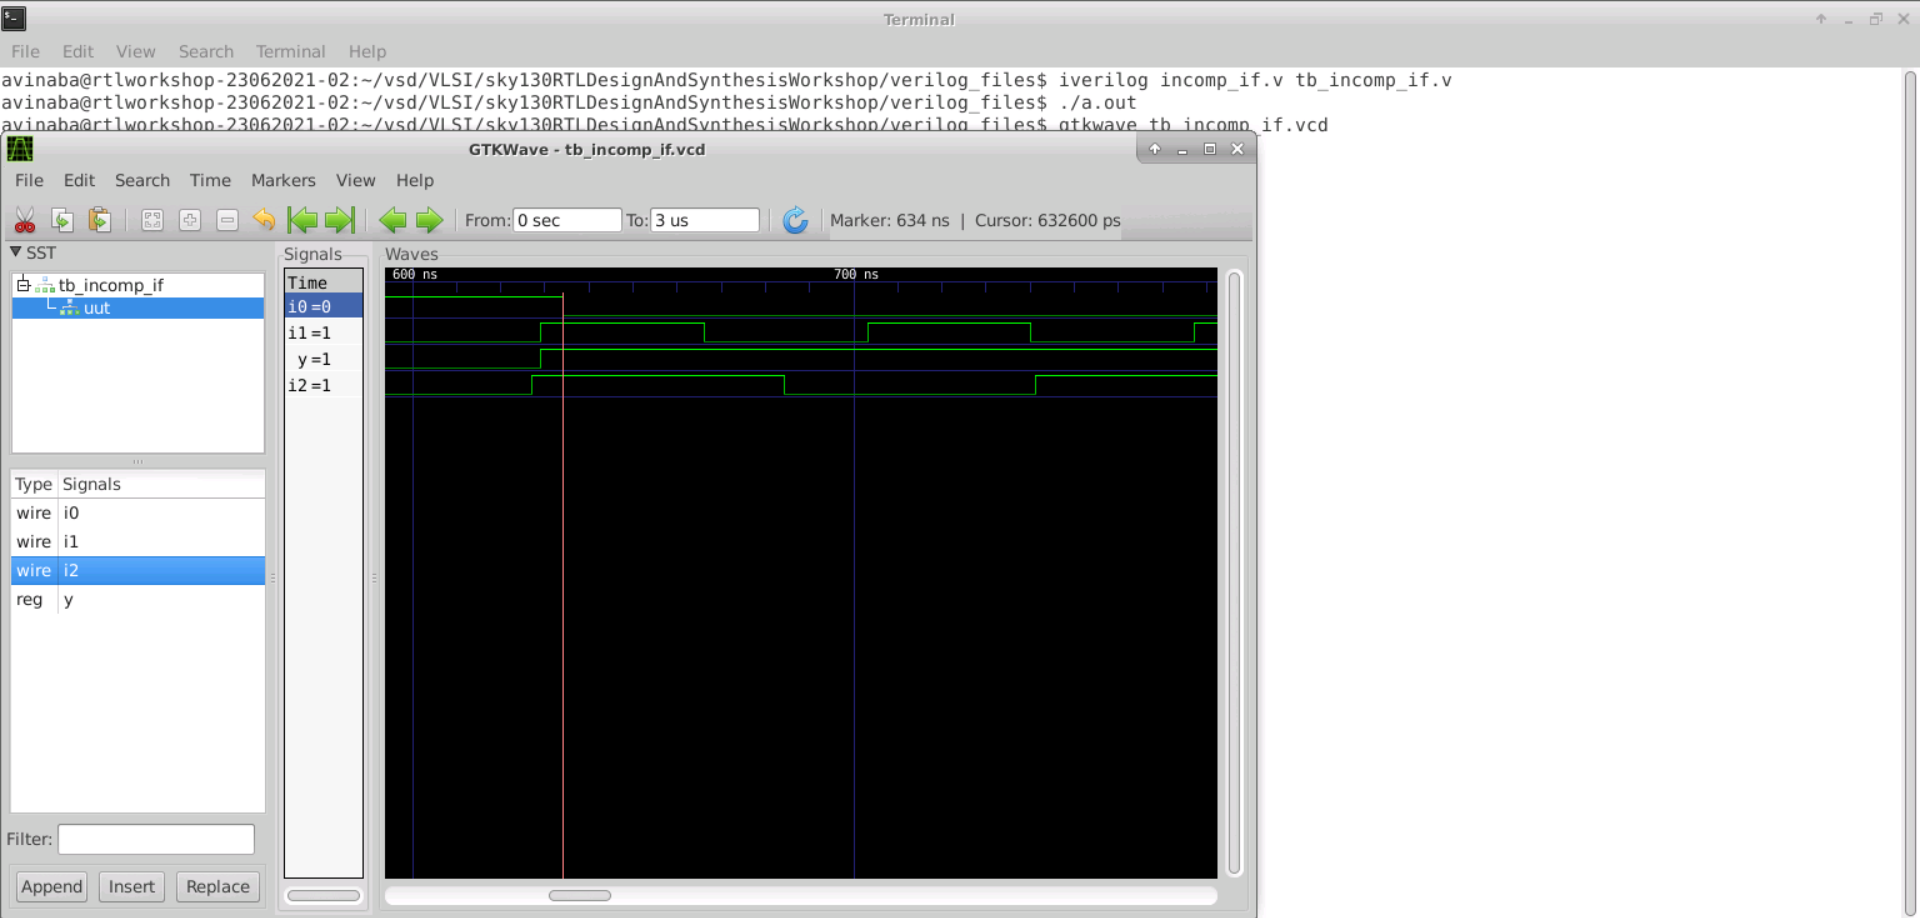 Terminal
File Edit View Search Terminal Help
avinaba@rtlworkshop-23062021-02:~/vsd/VLSI/sky130RTLDesignAndSynthesisWorkshop/verilog_files$ iverilog incomp_if.v tb_incomp_if.v
avinaba@rtlworkshop-23062021-02:~/vsd/VLSI/sky130RTLDesignAndSynthesisWorkshop/verilog_files$ ./a.out
avinaba@rtlworkshop-23062021-02:~/vsd/VLSI/sky130RTLDesignAndSynthesisWorkshop/verilog_files$ gtkwave tb_incomp_if.vcd
GTKWave - tb_incomp_if.vcd
File Edit Search Time Markers View Help
From: 0 sec To: 3 us Marker: 634 ns | Cursor: 632600 ps
SST
tb_incomp_if
uut
Type Signals
wire i0
wire i1
wire i2
reg y
Filter:
Append Insert Replace
Signals
Time
i0=0
i1=1
y=1
i2=1
Waves
600 ns 700 ns